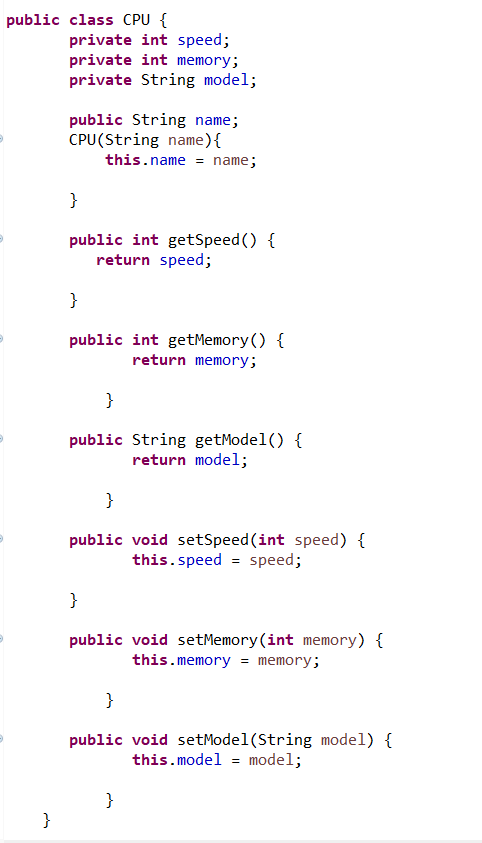 public class CPU {
private int speed;
private int memory;
private String model;
public String name;
CPU(String name){
this.name = name;
}
public int getSpeed() {
return speed;
}
public int getMemory() {
return memory;
}
public String getModel() {
return model;
}
public void setSpeed(int speed) {
this.speed = speed;
}
public void setMemory(int memory) {
this.memory = memory;
}
public void setModel(String model) {
this.model = model;
}
}